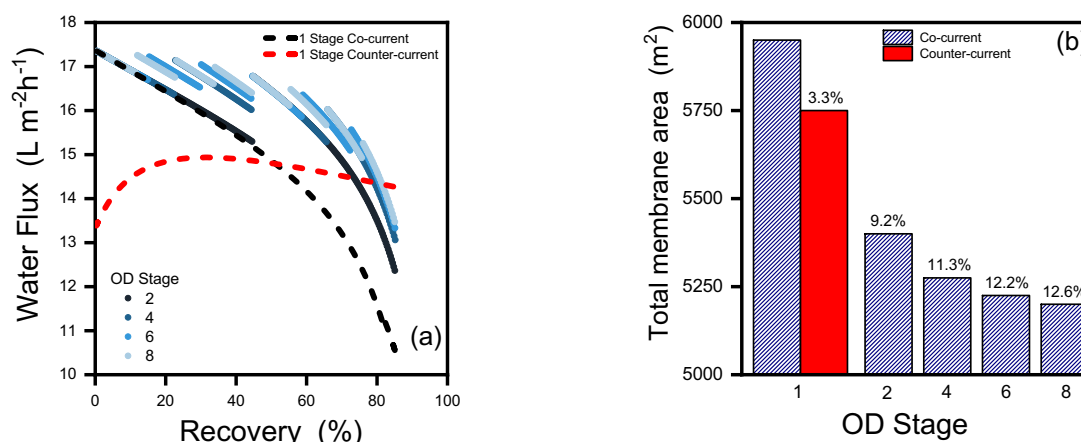 18
17
16
15
14
13
12
11
10
Water Flux (L m⁻²h⁻¹)
1 Stage Co-current
1 Stage Counter-current
OD Stage
2
4
6
8
(a)
0 20 40 60 80 100
Recovery (%)
6000
5750
5500
5250
5000
Total membrane area (m²)
Co-current
Counter-current
(b)
3.3%
9.2%
11.3%
12.2%
12.6%
1 2 4 6 8
OD Stage